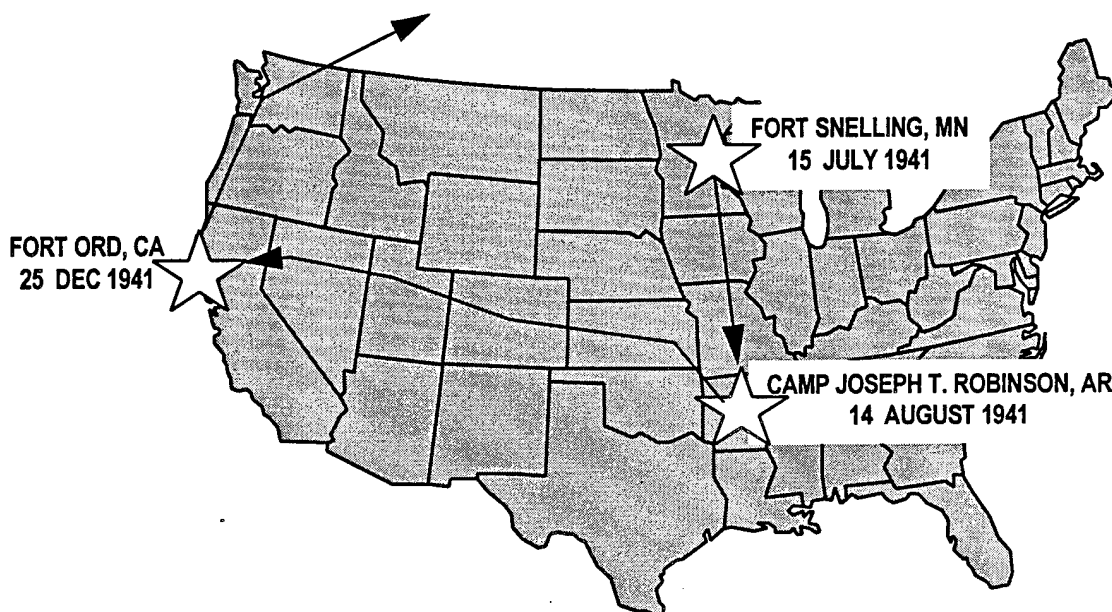 FORT SNELLING, MN
15 JULY 1941
FORT ORD, CA
25 DEC 1941
CAMP JOSEPH T. ROBINSON, AR
14 AUGUST 1941